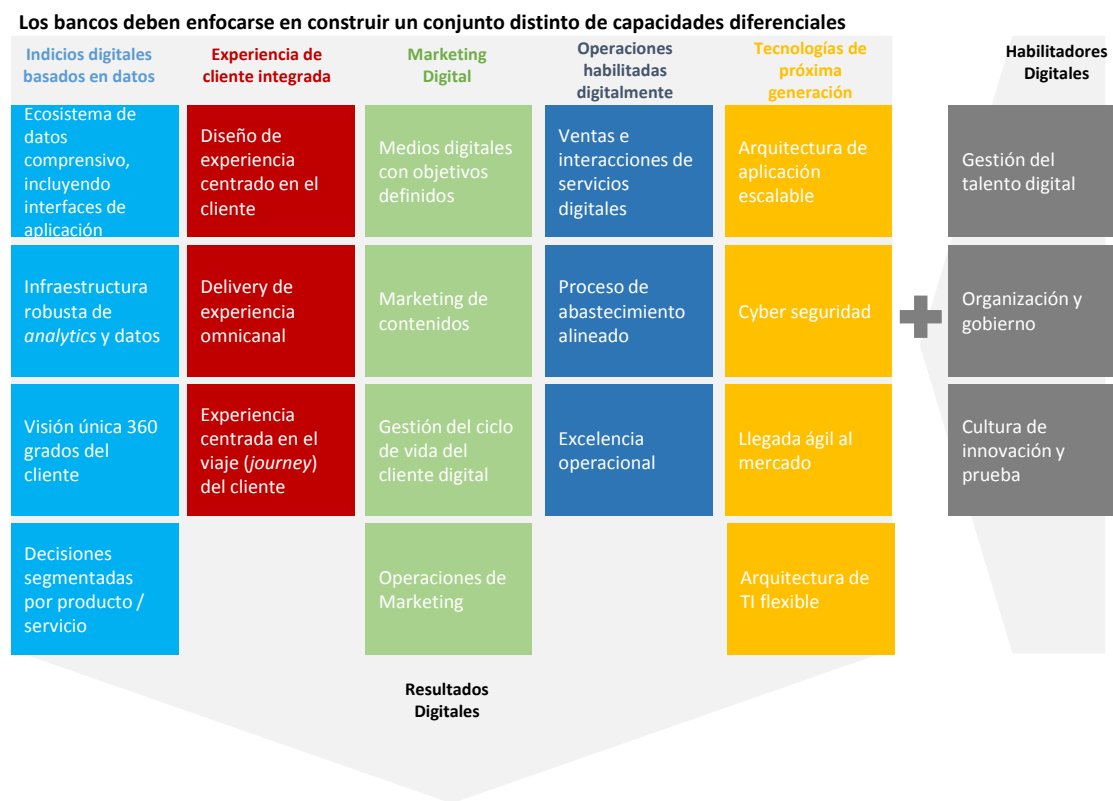 Los bancos deben enfocarse en construir un conjunto distinto de capacidades diferenciales
Indicios digitales
basados en datos
Experiencia de
cliente integrada
Marketing
Digital
Operaciones
habilitadas
digitalmente
Tecnologías de
próxima
generación
Habilitadores
Digitales
Ecosistema de
datos
comprensivo,
incluyendo
interfaces de
aplicación
Diseño de
experiencia
centrado en el
cliente
Medios digitales
con objetivos
definidos
Ventas e
interacciones de
servicios
digitales
Arquitectura de
aplicación
escalable
Gestión del
talento digital
Infraestructura
robusta de
analytics y datos
Delivery de
experiencia
omnicanal
Marketing de
contenidos
Proceso de
abastecimiento
alineado
Cyber seguridad
Organización y
gobierno
Visión única 360
grados del
cliente
Experiencia
centrada en el
viaje (journey)
del cliente
Gestión del ciclo
de vida del
cliente digital
Excelencia
operacional
Llegada ágil al
mercado
Cultura de
innovación y
prueba
Decisiones
segmentadas
por producto /
servicio
Operaciones de
Marketing
Arquitectura de
TI flexible
Resultados
Digitales